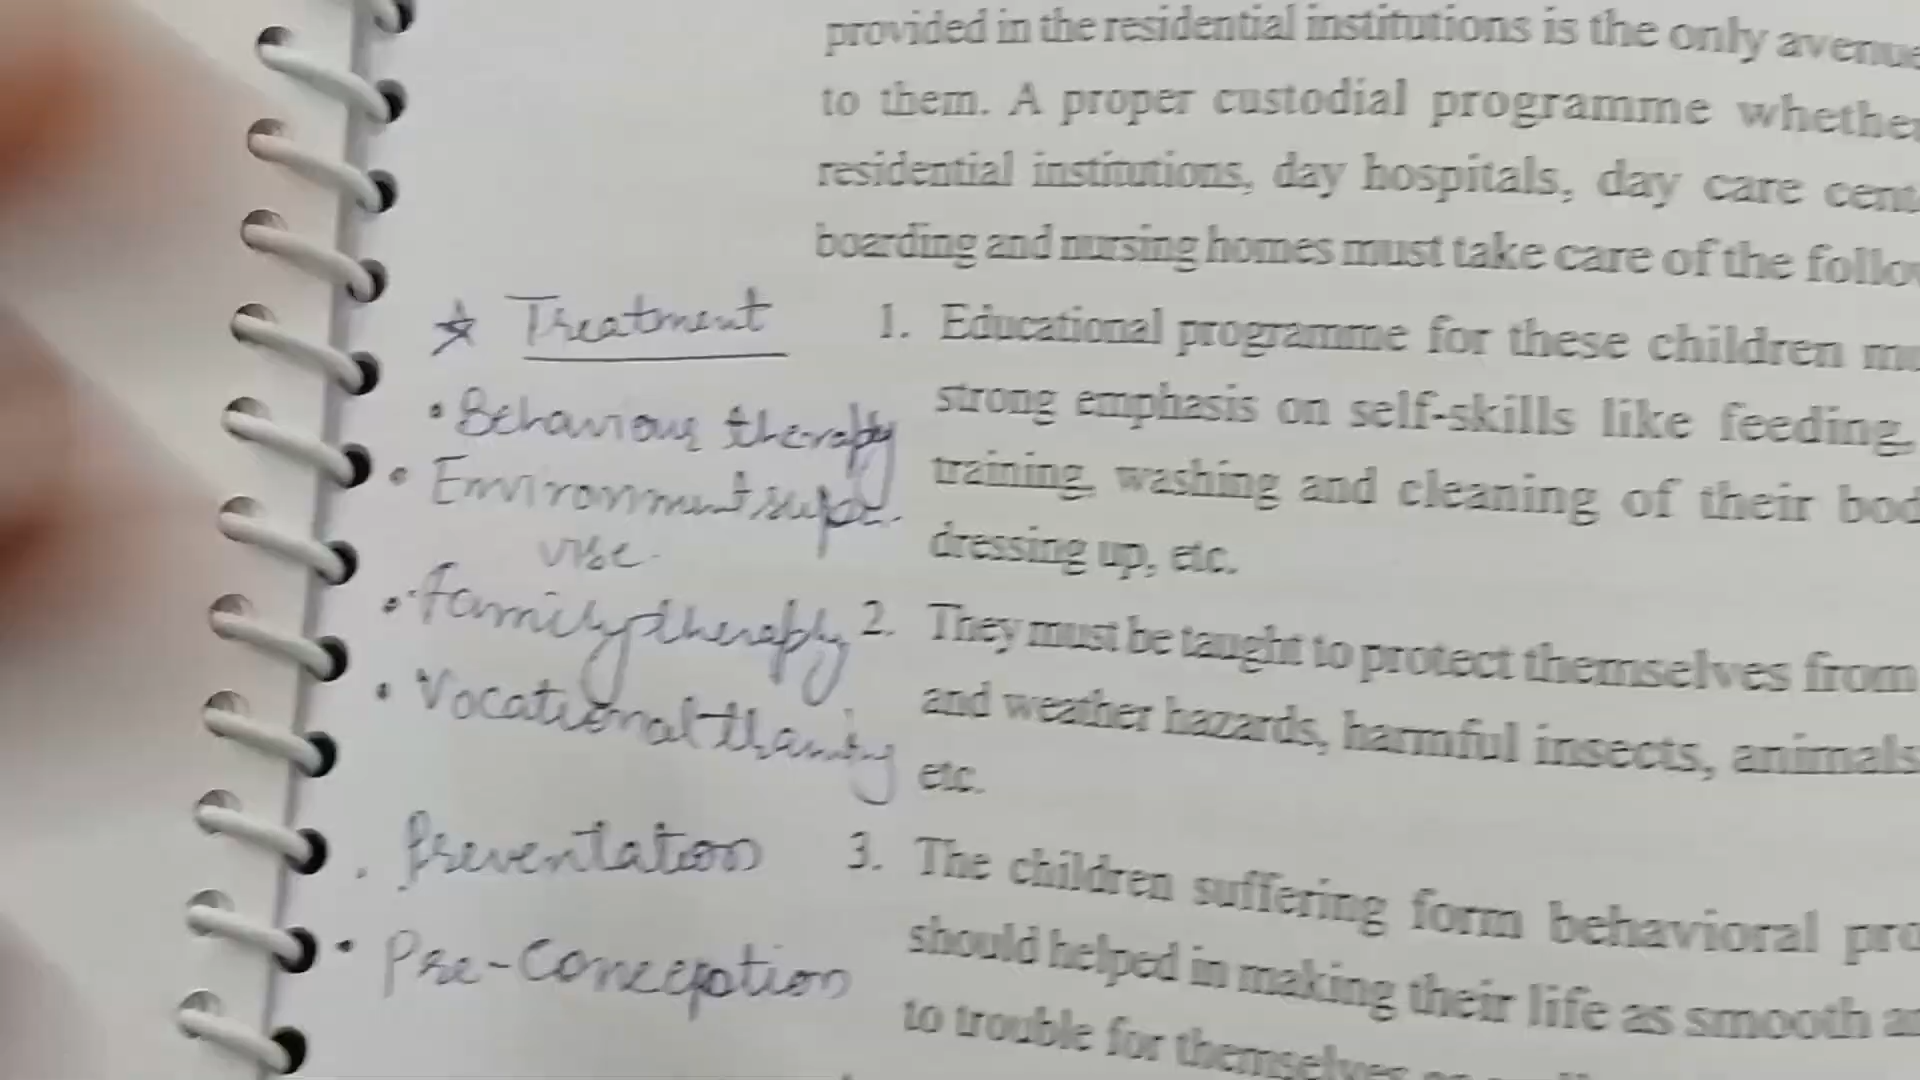 provided in the residential institutions is the only avenue
to them. A proper custodial programme whether
residential institutions, day hospitals, day care cent
boarding and nursing homes must take care of the follo
☆ Treatment
• Behaviour therapy
• Environment super-
vise.
• family therapy
• Vocational
. Preventation
• Pre-Conception
1. Educational programme for these children mu
strong emphasis on self-skills like feeding,
training, washing and cleaning of their bod
dressing up, etc.
2. They must be taught to protect themselves from
and weather hazards, harmful insects, animals
etc.
3. The children suffering form behavioral pro
should helped in making their life as smooth a
to trouble for themselves